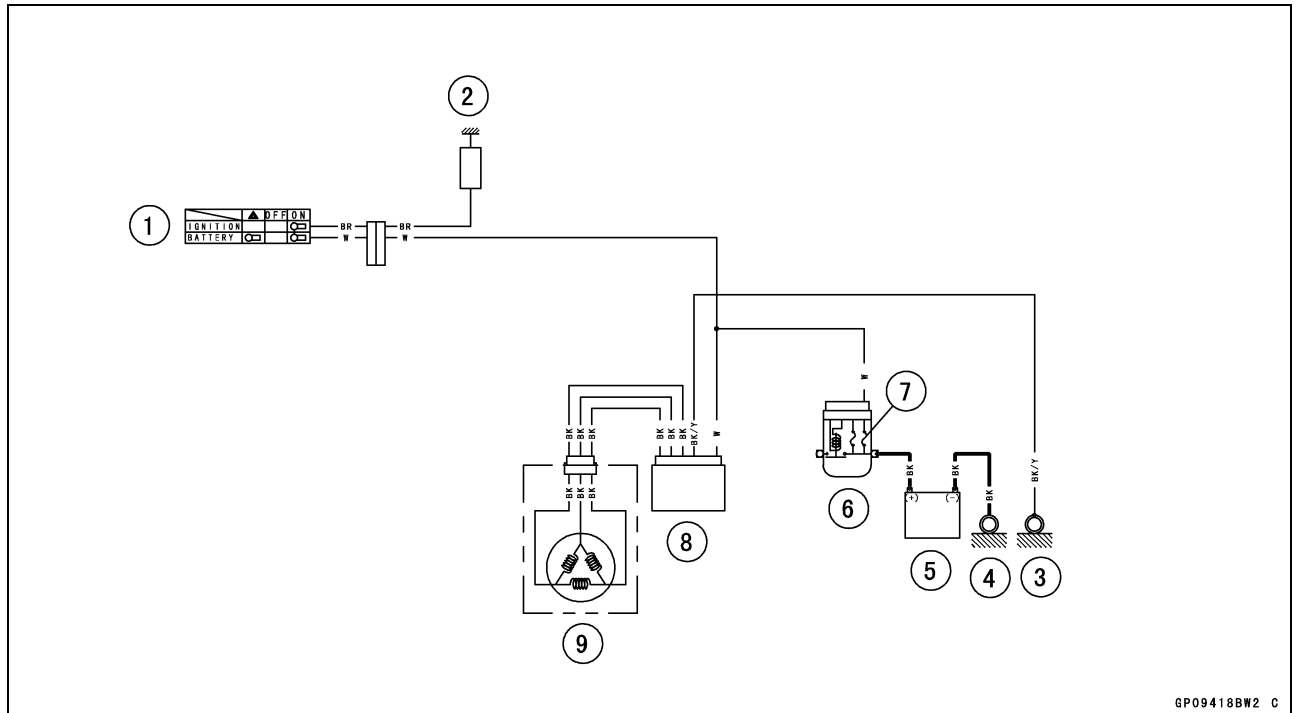 2
1
OFF ON
IGNITION
BATTERY
BR BR
W W
W
7
BK BK BK
BK BK BK BK/Y W
BK BK BK
BK BK BK
BK/Y
(+) (-)
6
8
5
4
3
9
GP09418BW2 C